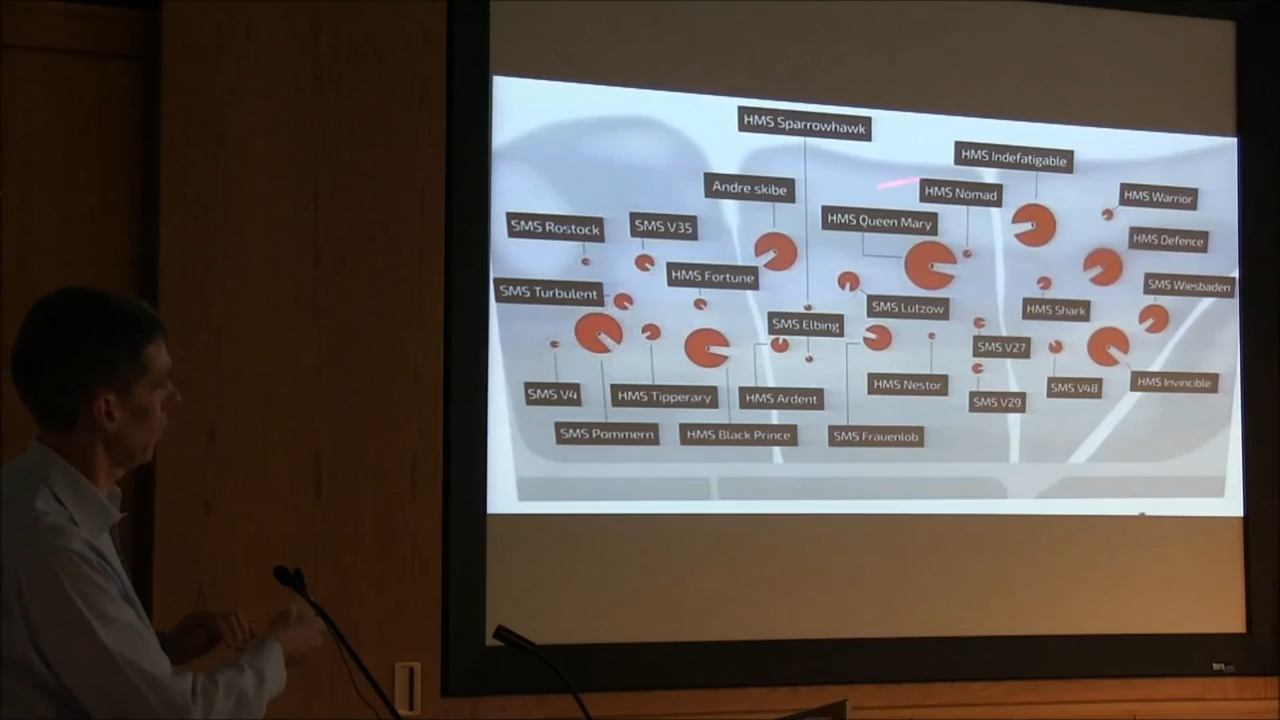 HMS Sparrowhawk
HMS Indefatigable
Andre skibe
HMS Nomad
HMS Warrior
SMS Rostock
SMS V35
HMS Queen Mary
HMS Defence
HMS Fortune
SMS Turbulent
SMS Wiesbaden
SMS Lutzow
HMS Shark
SMS Elbing
SMS V27
SMS V4
HMS Tipperary
HMS Ardent
HMS Nestor
SMS V29
SMS V48
HMS Invincible
SMS Pommern
HMS Black Prince
SMS Frauenlob